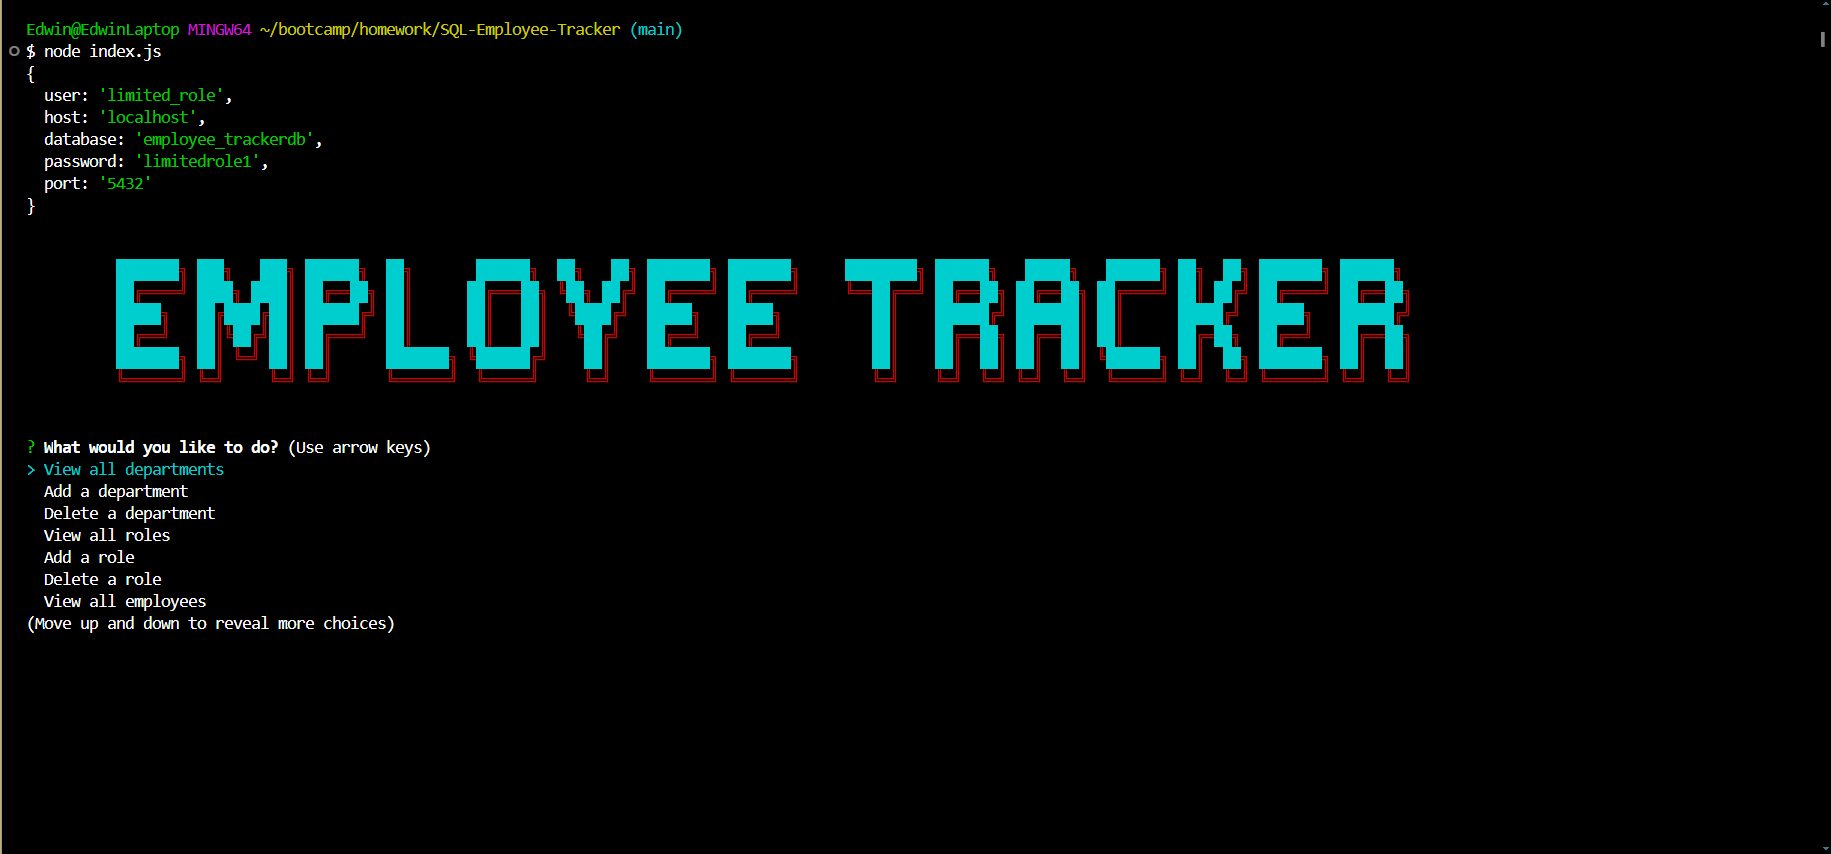 Edwin@EdwinLaptop MINGW64 ~/bootcamp/homework/SQL-Employee-Tracker (main)
$ node index.js
{
  user: 'limited_role',
  host: 'localhost',
  database: 'employee_trackerdb',
  password: 'limitedrole1',
  port: '5432'
}
EMPLOYEE TRACKER
? What would you like to do? (Use arrow keys)
> View all departments
  Add a department
  Delete a department
  View all roles
  Add a role
  Delete a role
  View all employees
(Move up and down to reveal more choices)